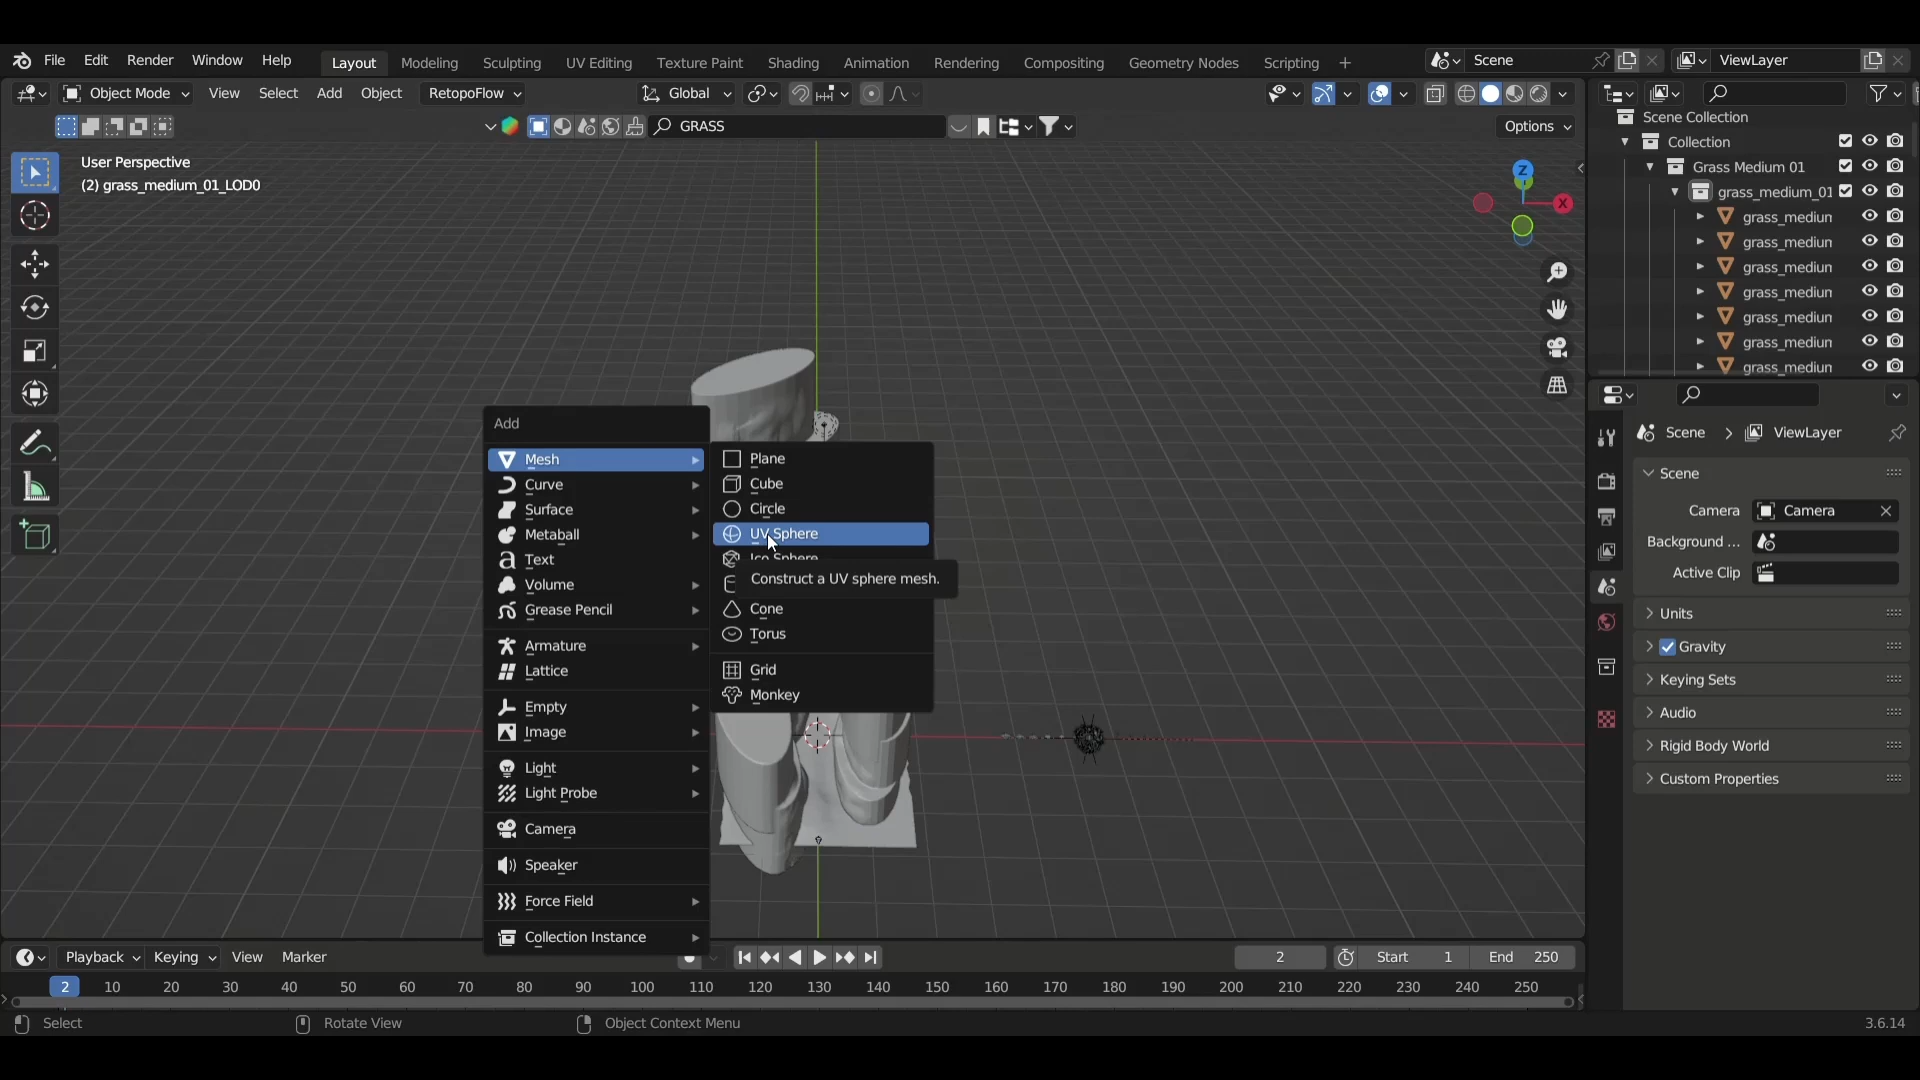 File Edit Render Window Help Layout Modeling Sculpting UV Editing Texture Paint Shading Animation Rendering Compositing Geometry Nodes Scripting + Scene ViewLayer
Object Mode View Select Add Object RetopoFlow Global
GRASS Options
User Perspective
(2) grass_medium_01_LOD0
Z
X
Scene Collection
Collection
Grass Medium 01
grass_medium_01
grass_medium
grass_medium
grass_medium
grass_medium
grass_medium
grass_medium
grass_medium
Add
Mesh
Curve
Surface
Metaball
Text
Volume
Grease Pencil
Armature
Lattice
Empty
Image
Light
Light Probe
Camera
Speaker
Force Field
Collection Instance
Plane
Cube
Circle
UV Sphere
Ico Sphere
Construct a UV sphere mesh.
Cone
Torus
Grid
Monkey
Scene > ViewLayer
Scene
Camera Camera
Background ...
Active Clip
Units
Gravity
Keying Sets
Audio
Rigid Body World
Custom Properties
Playback Keying View Marker 2 Start 1 End 250
2 10 20 30 40 50 60 70 80 90 100 110 120 130 140 150 160 170 180 190 200 210 220 230 240 250
Select Rotate View Object Context Menu 3.6.14